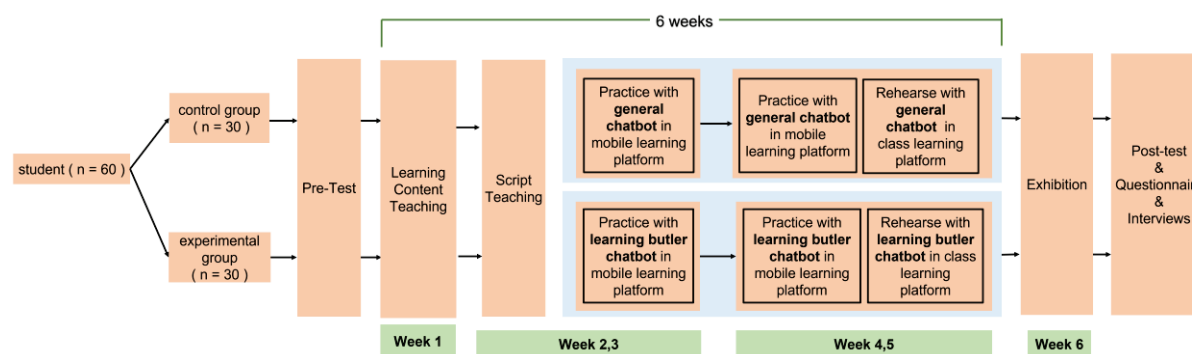 6 weeks
student ( n = 60 )
control group
( n = 30 )
experimental
group
( n = 30 )
Pre-Test
Learning
Content
Teaching
Script
Teaching
Practice with
general
chatbot in
mobile learning
platform
Practice with
general chatbot
in mobile
learning platform
Rehearse with
general
chatbot in
class learning
platform
Practice with
learning butler
chatbot in
mobile learning
platform
Practice with
learning butler
chatbot in
mobile learning
platform
Rehearse with
learning butler
chatbot in class
learning
platform
Exhibition
Post-test
&
Questionnair
&
Interviews
Week 1
Week 2,3
Week 4,5
Week 6